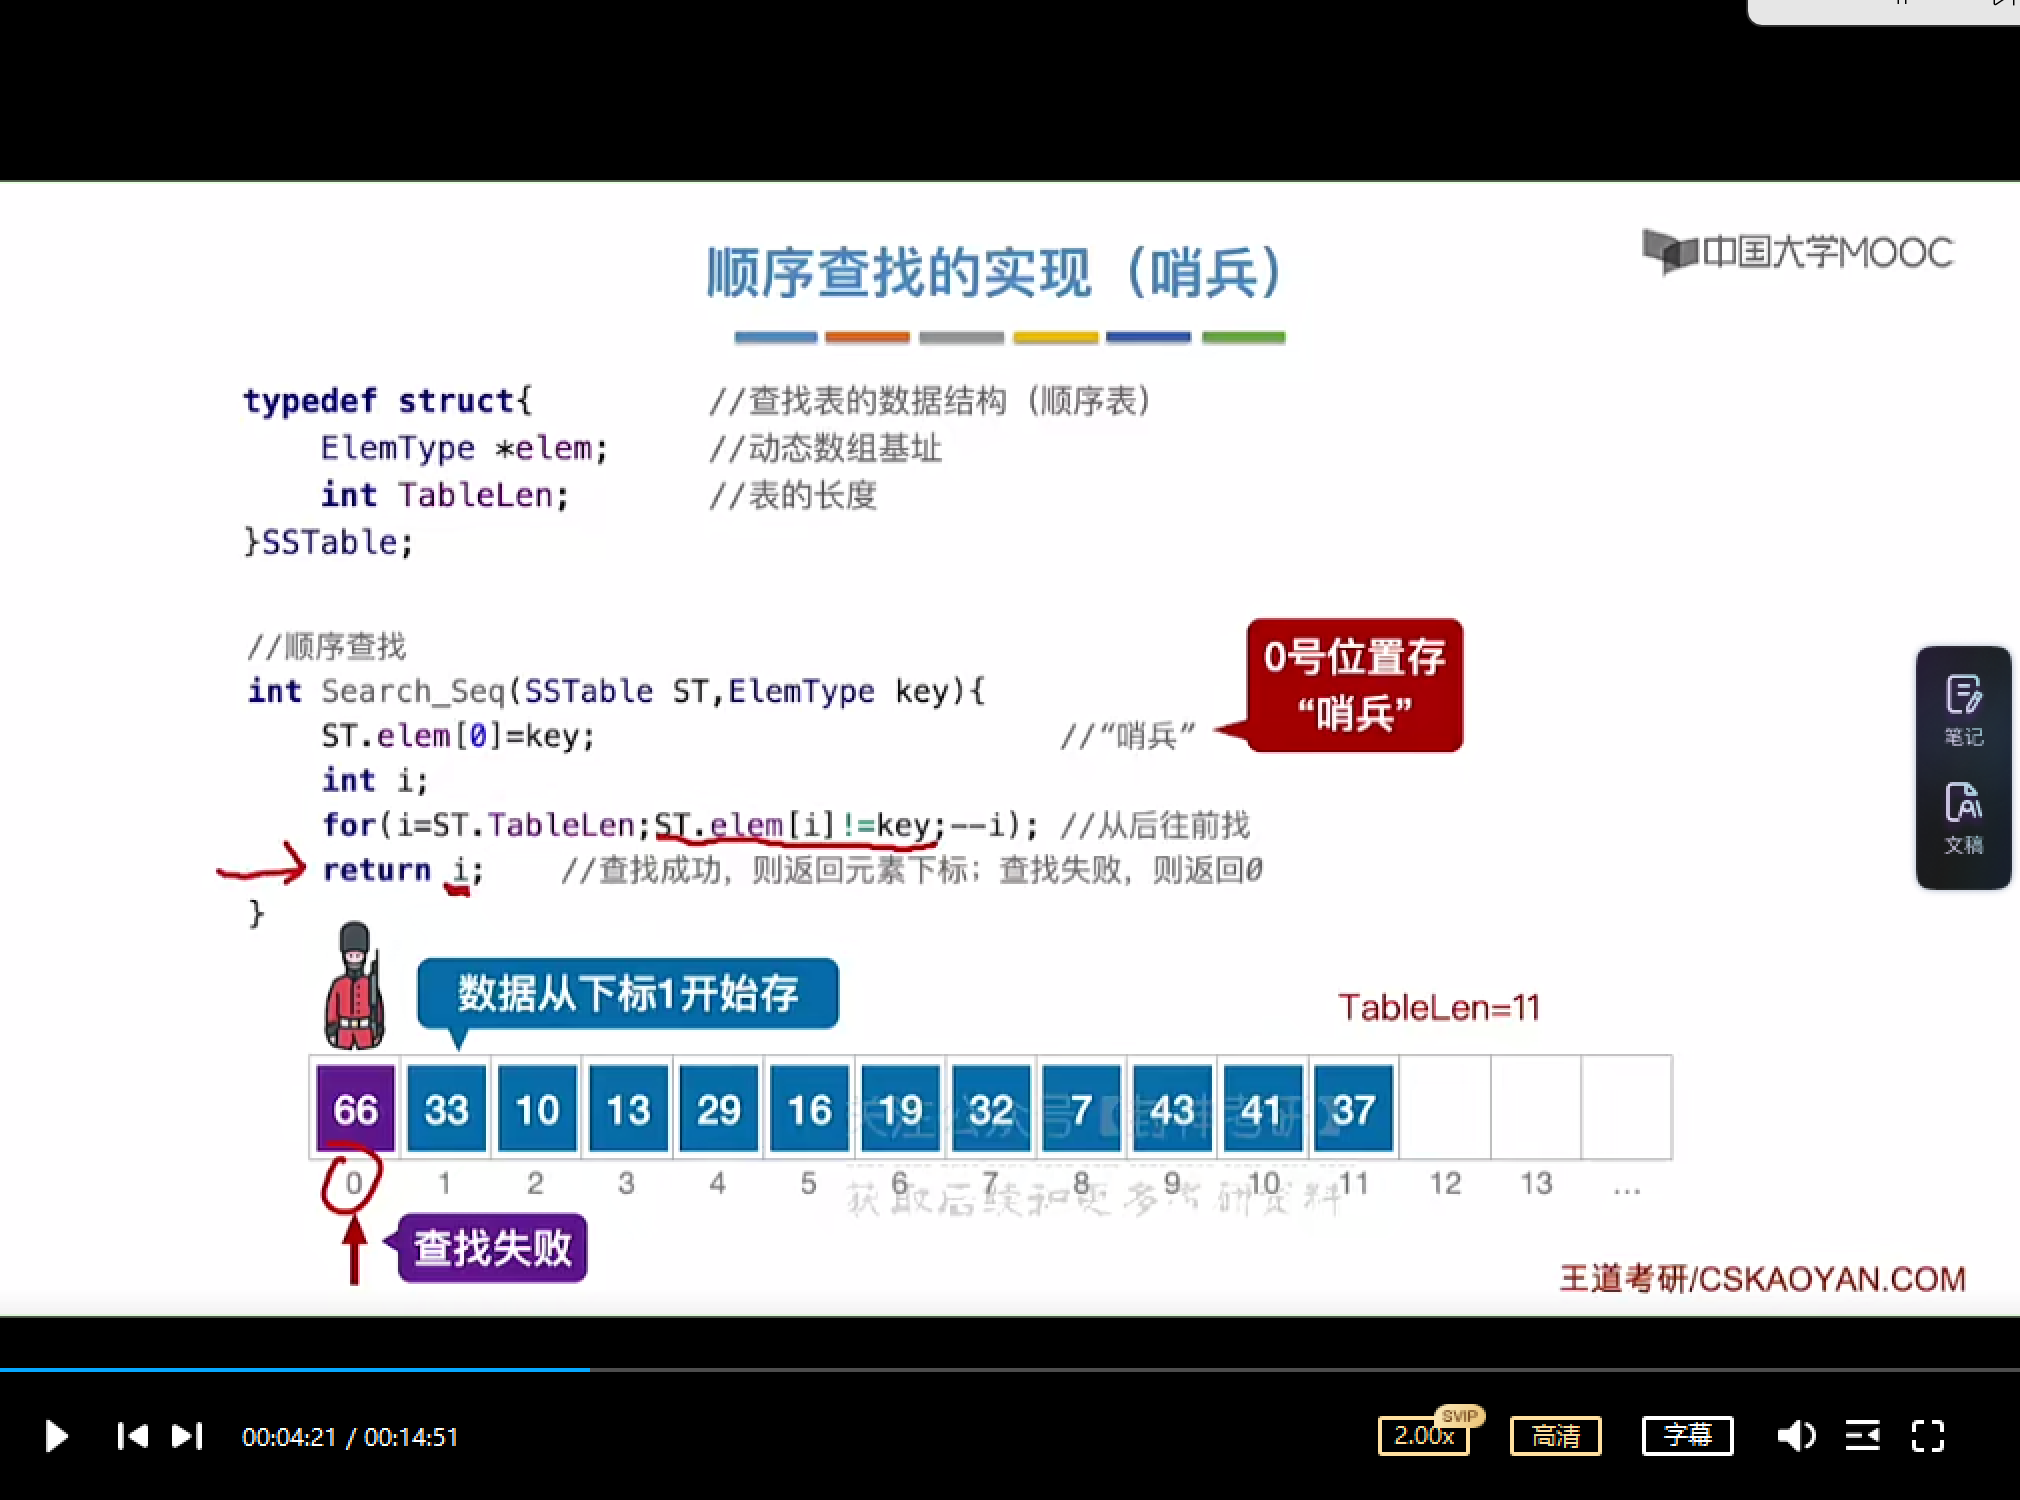 顺序查找的实现（哨兵）
中国大学MOOC
typedef struct{ //查找表的数据结构（顺序表）
ElemType *elem; //动态数组基址
int TableLen; //表的长度
}SSTable;
//顺序查找
int Search_Seq(SSTable ST,ElemType key){
ST.elem[0]=key; //“哨兵”
0号位置存
“哨兵”
int i;
for(i=ST.TableLen;ST.elem[i]!=key;--i); //从后往前找
return i; //查找成功，则返回元素下标；查找失败，则返回0
}
数据从下标1开始存
TableLen=11
66 33 10 13 29 16 19 32 7 43 41 37
关注公众号【封神考研】
0 1 2 3 4 5 6 7 8 9 10 11 12 13 ...
获取后续和更多考研资料
查找失败
王道考研/CSKAOYAN.COM
笔记
文稿
00:04:21 / 00:14:51
2.00x
SVIP
高清
字幕